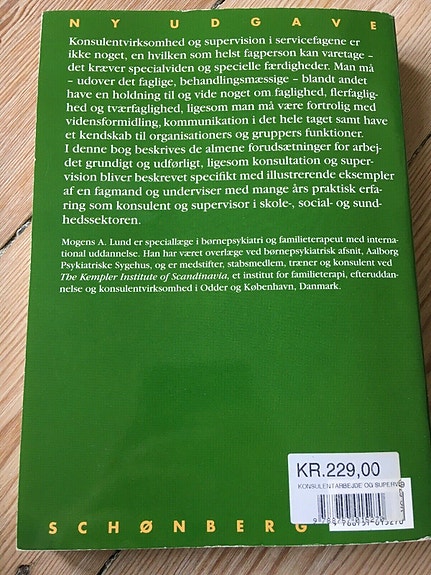 NY UDGAVE
Konsulentvirksomhed og supervision i servicefagene er
ikke noget, en hvilken som helst fagperson kan varetage –
det kræver specialviden og specielle færdigheder. Man må
– udover det faglige, behandlingsmæssige – blandt andet
have en holdning til og vide noget om faglighed, flerfaglig-
hed og tværfaglighed, ligesom man må være fortrolig med
vidensformidling, kommunikation i det hele taget samt have
et kendskab til organisationers og gruppers funktioner.
I denne bog beskrives de almene forudsætninger for arbej-
det grundigt og udførligt, ligesom konsultation og super-
vision bliver beskrevet specifikt med illustrerende eksempler
af en fagmand og underviser med mange års praktisk erfa-
ring som konsulent og supervisor i skole-, social- og sund-
hedssektoren.
Mogens A. Lund er speciallæge i børnepsykiatri og familieterapeut med interna-
tional uddannelse. Han har været overlæge ved børnepsykiatrisk afsnit, Aalborg
Psykiatriske Sygehus, og er medstifter, stabsmedlem, træner og konsulent ved
The Kempler Institute of Scandinavia, et institut for familieterapi, efteruddan-
nelse og konsulentvirksomhed i Odder og København, Danmark.
KR.229,00
KONSULENTARBEJDE OG SUPERVI
SCHØNBERG